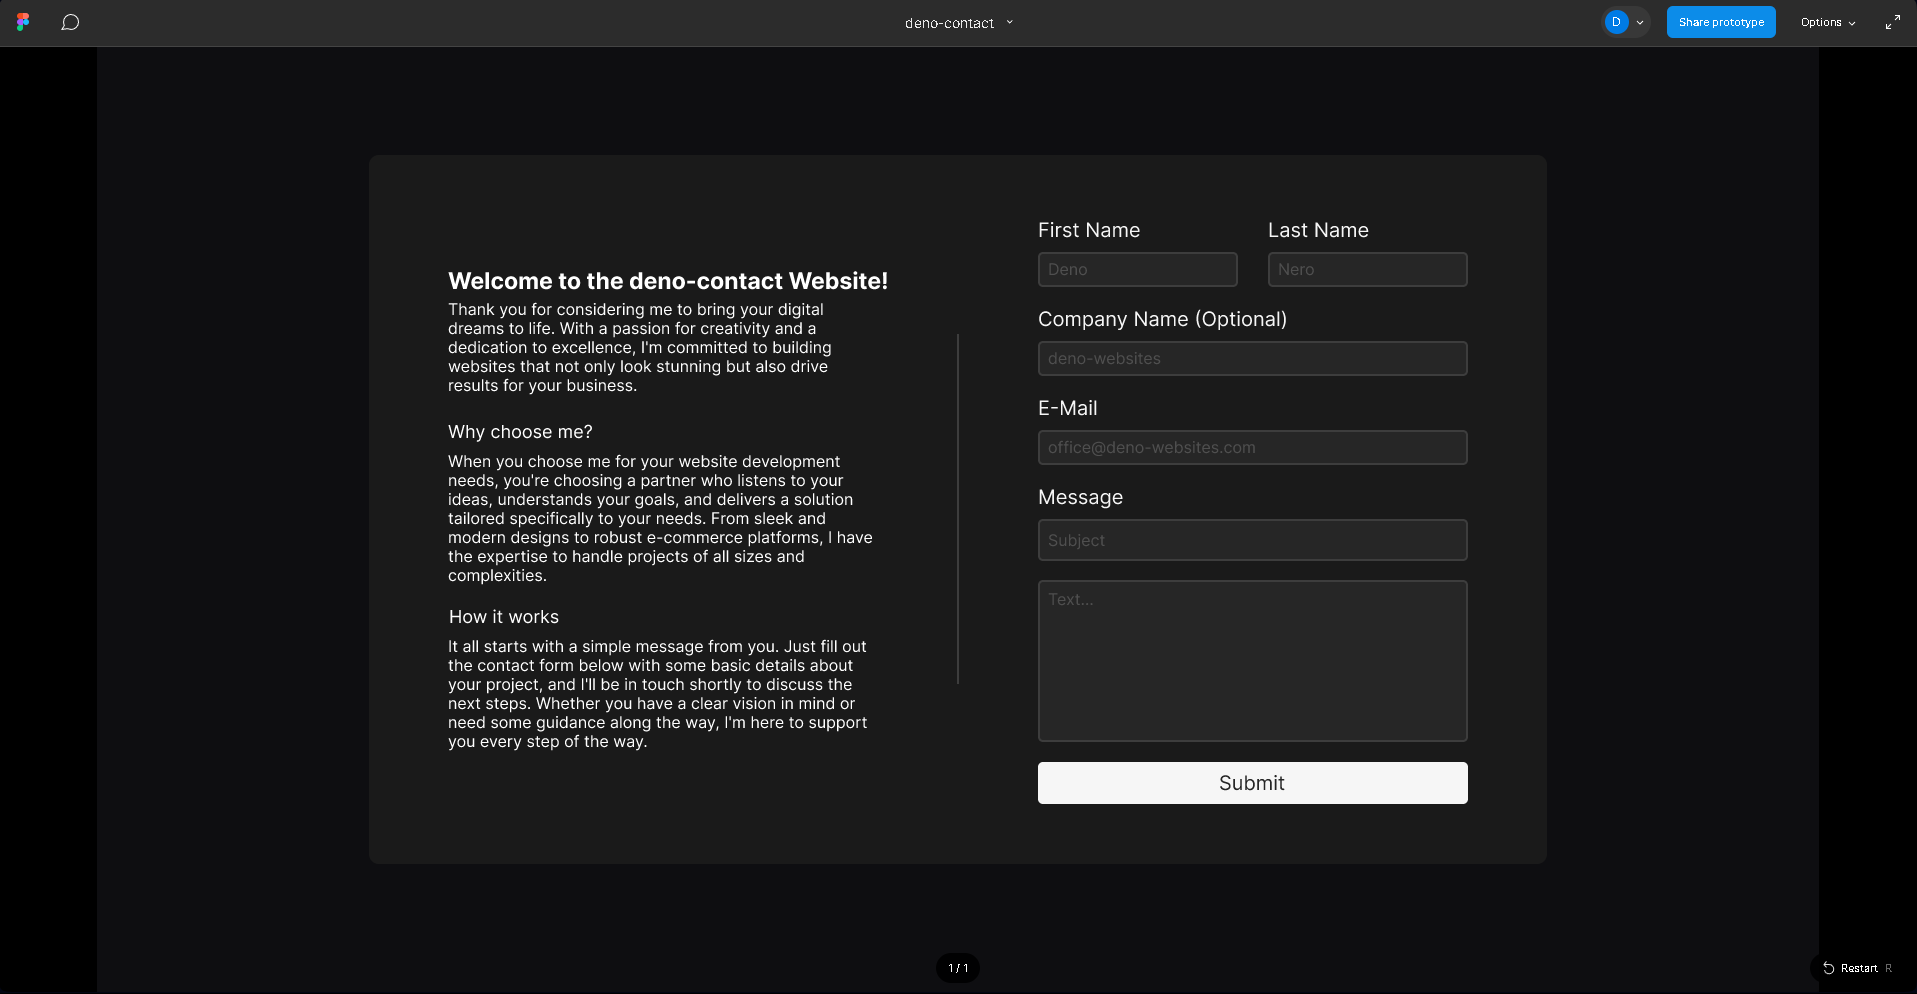 deno-contact
D
Share prototype
Options
Welcome to the deno-contact Website!
Thank you for considering me to bring your digital
dreams to life. With a passion for creativity and a
dedication to excellence, I'm committed to building
websites that not only look stunning but also drive
results for your business.
Why choose me?
When you choose me for your website development
needs, you're choosing a partner who listens to your
ideas, understands your goals, and delivers a solution
tailored specifically to your needs. From sleek and
modern designs to robust e-commerce platforms, I have
the expertise to handle projects of all sizes and
complexities.
How it works
It all starts with a simple message from you. Just fill out
the contact form below with some basic details about
your project, and I'll be in touch shortly to discuss the
next steps. Whether you have a clear vision in mind or
need some guidance along the way, I'm here to support
you every step of the way.
First Name
Last Name
Deno
Nero
Company Name (Optional)
deno-websites
E-Mail
office@deno-websites.com
Message
Subject
Text...
Submit
1 / 1
Restart R